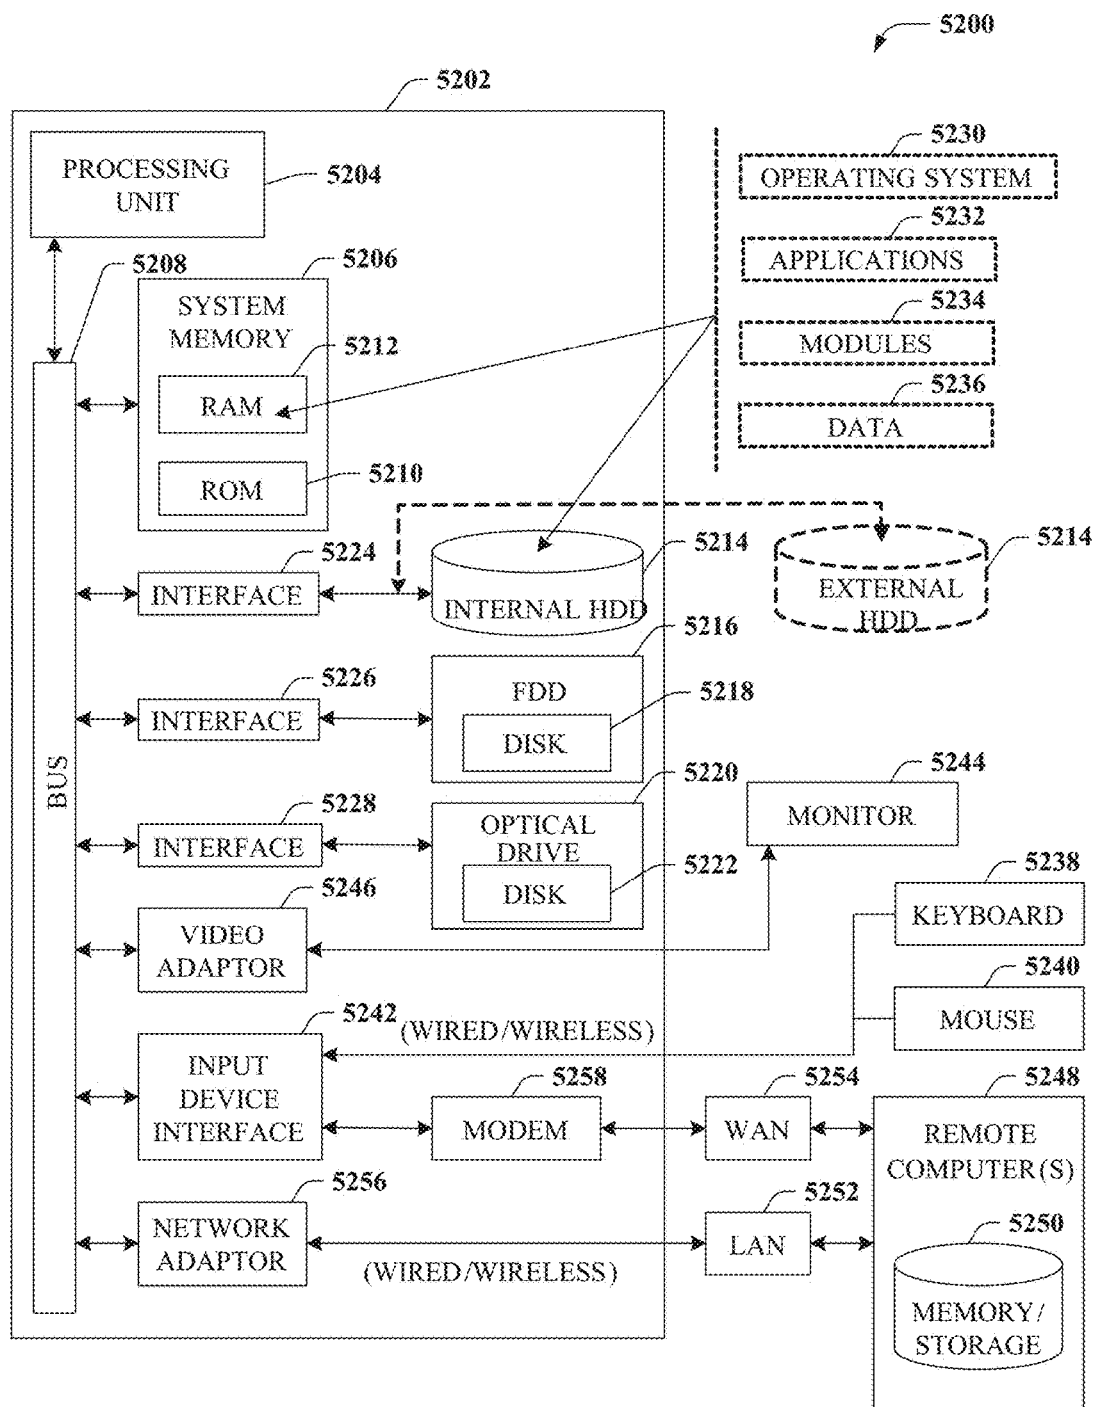 5200
5202
PROCESSING
UNIT
5204
5230
OPERATING SYSTEM
5232
APPLICATIONS
5234
MODULES
5236
DATA
5208
5206
SYSTEM
MEMORY
5212
RAM
5210
ROM
5224
INTERFACE
5214
INTERNAL HDD
5214
EXTERNAL
HDD
5226
INTERFACE
5216
FDD
5218
DISK
BUS
5228
INTERFACE
5220
OPTICAL
DRIVE
5222
DISK
5244
MONITOR
5246
VIDEO
ADAPTOR
5238
KEYBOARD
5240
MOUSE
5242
(WIRED/WIRELESS)
INPUT
DEVICE
INTERFACE
5258
MODEM
5254
WAN
5248
REMOTE
COMPUTER(S)
5256
NETWORK
ADAPTOR
(WIRED/WIRELESS)
5252
LAN
5250
MEMORY/
STORAGE